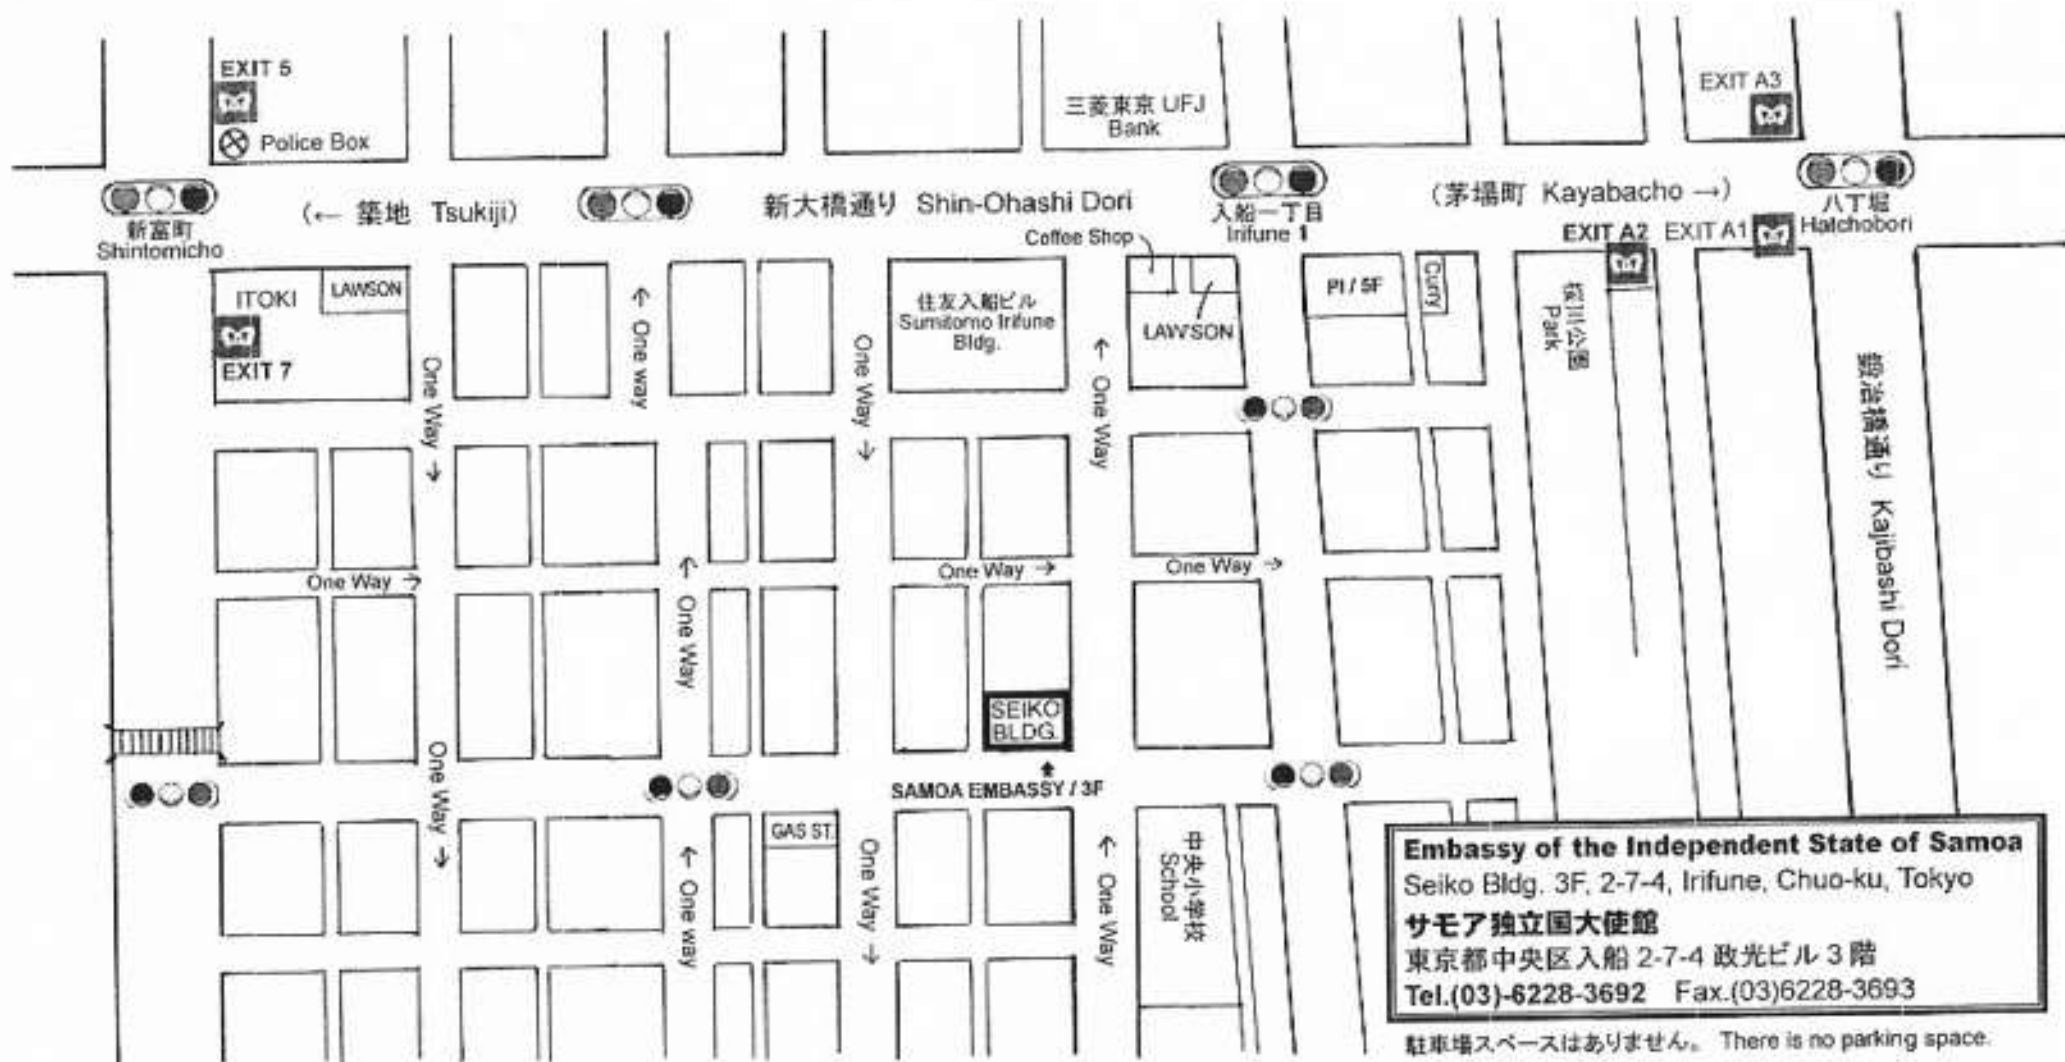 EXIT 5
Police Box
三菱東京 UFJ
Bank
EXIT A3
新富町
Shintomicho
(← 築地 Tsukiji)
新大橋通り Shin-Ohashi Dori
入船一丁目
Irifune 1
(茅場町 Kayabacho →)
八丁堀
Hatchobori
Coffee Shop
EXIT A2
EXIT A1
ITOKI
LAWSON
EXIT 7
One Way →
← One way
One Way →
住友入船ビル
Sumitomo Irifune
Bldg.
← One Way
LAWSON
PI / 5F
Curry
桜川公園
Park
鍛治橋通り Kajibashi Dori
One Way →
One Way →
One Way →
← One Way
SEIKO
BLDG.
SAMOA EMBASSY / 3F
One Way →
GAS ST.
← One way
One Way →
← One Way
中央小学校
School
Embassy of the Independent State of Samoa
Seiko Bldg. 3F, 2-7-4, Irifune, Chuo-ku, Tokyo
サモア独立国大使館
東京都中央区入船 2-7-4 政光ビル 3 階
Tel.(03)-6228-3692 Fax.(03)6228-3693
駐車場スペースはありません。 There is no parking space.